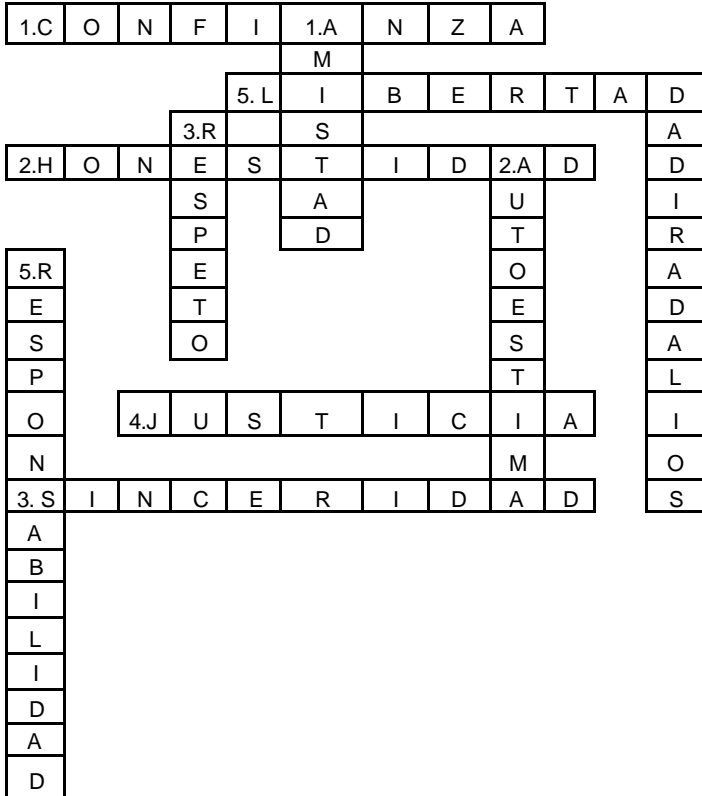 1.C O N F I 1.A N Z A
M
5. L I B E R T A D
3.R S A
2.H O N E S T I D 2.A D D
S A U I
P D T R
5.R E O A
E T E D
S O S A
P T L
O 4.J U S T I C I A I
N M O
3. S I N C E R I D A D S
A
B
I
L
I
D
A
D